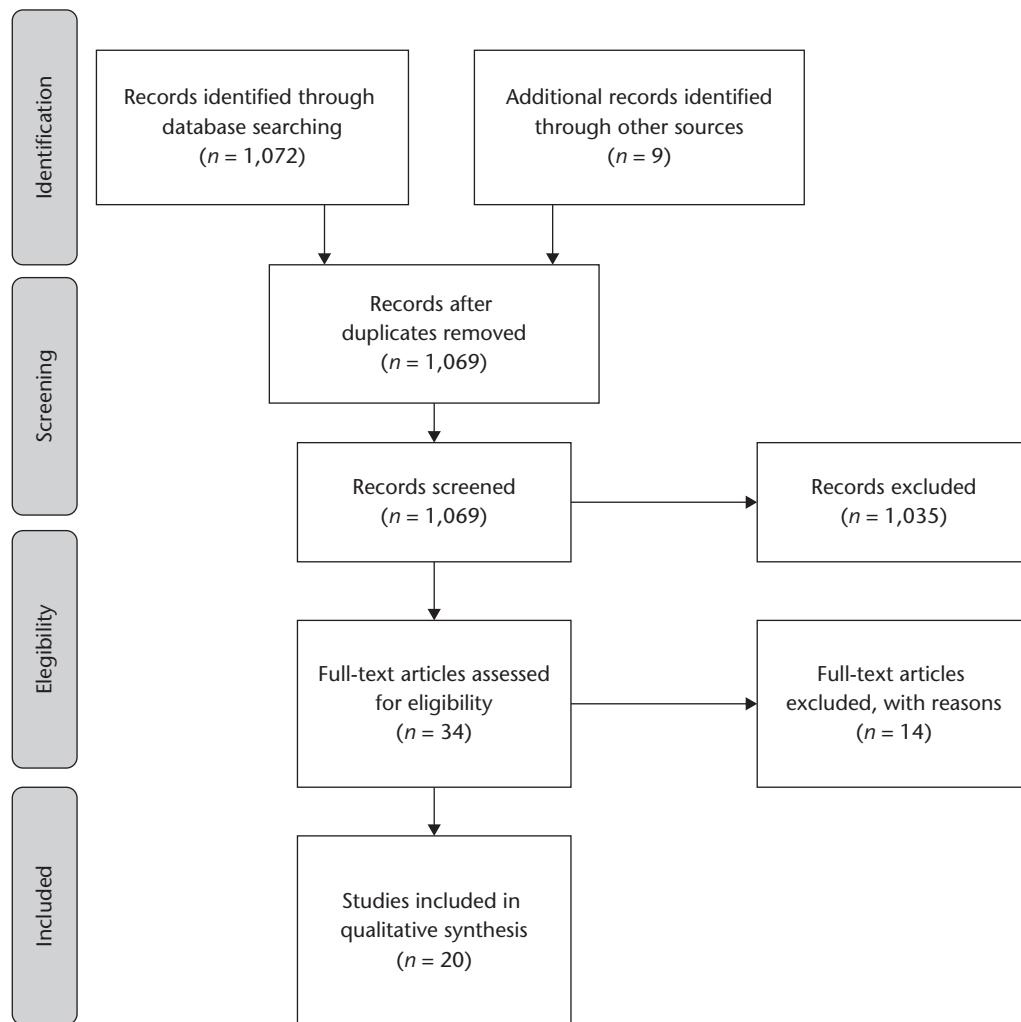 Identification
Records identified through
database searching
(n = 1,072)
Additional records identified
through other sources
(n = 9)
Screening
Records after
duplicates removed
(n = 1,069)
Records screened
(n = 1,069)
Records excluded
(n = 1,035)
Elegibility
Full-text articles assessed
for eligibility
(n = 34)
Full-text articles
excluded, with reasons
(n = 14)
Included
Studies included in
qualitative synthesis
(n = 20)